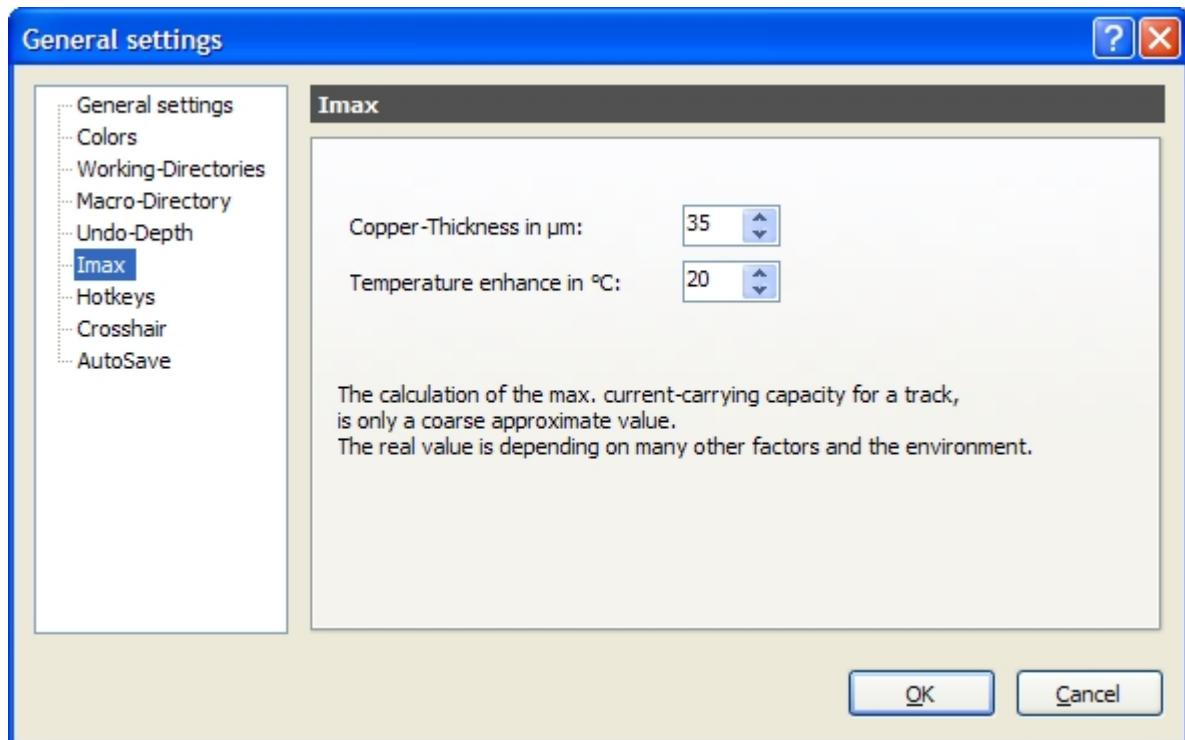 General settings
General settings
Colors
Working-Directories
Macro-Directory
Undo-Depth
Imax
Hotkeys
Crosshair
AutoSave
Imax
Copper-Thickness in µm: 35
Temperature enhance in °C: 20
The calculation of the max. current-carrying capacity for a track,
is only a coarse approximate value.
The real value is depending on many other factors and the environment.
OK
Cancel